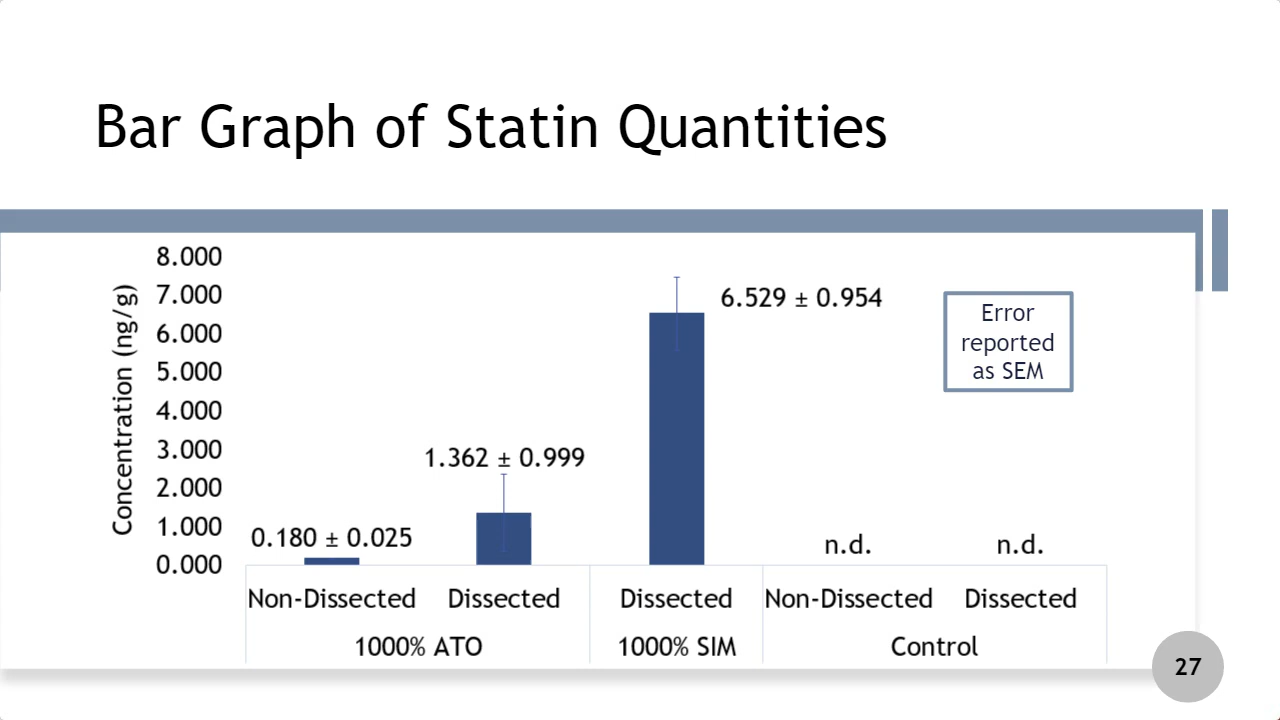 Bar Graph of Statin Quantities
Concentration (ng/g)
8.000
7.000
6.000
5.000
4.000
3.000
2.000
1.000
0.000
0.180 ± 0.025
1.362 ± 0.999
6.529 ± 0.954
n.d.
n.d.
Error
reported
as SEM
Non-Dissected Dissected Dissected Non-Dissected Dissected
1000% ATO 1000% SIM Control
27